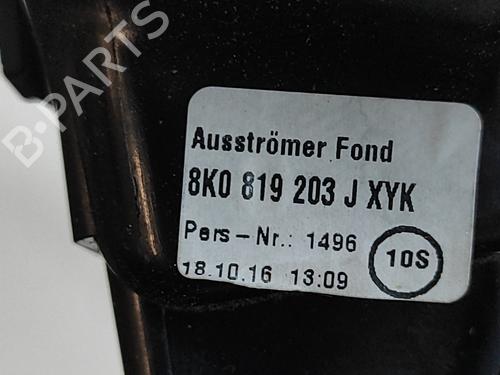 B-PARTS
Ausströmer Fond
8K0 819 203 J XYK
Pers-Nr.: 1496
10S
18.10.16 13:09